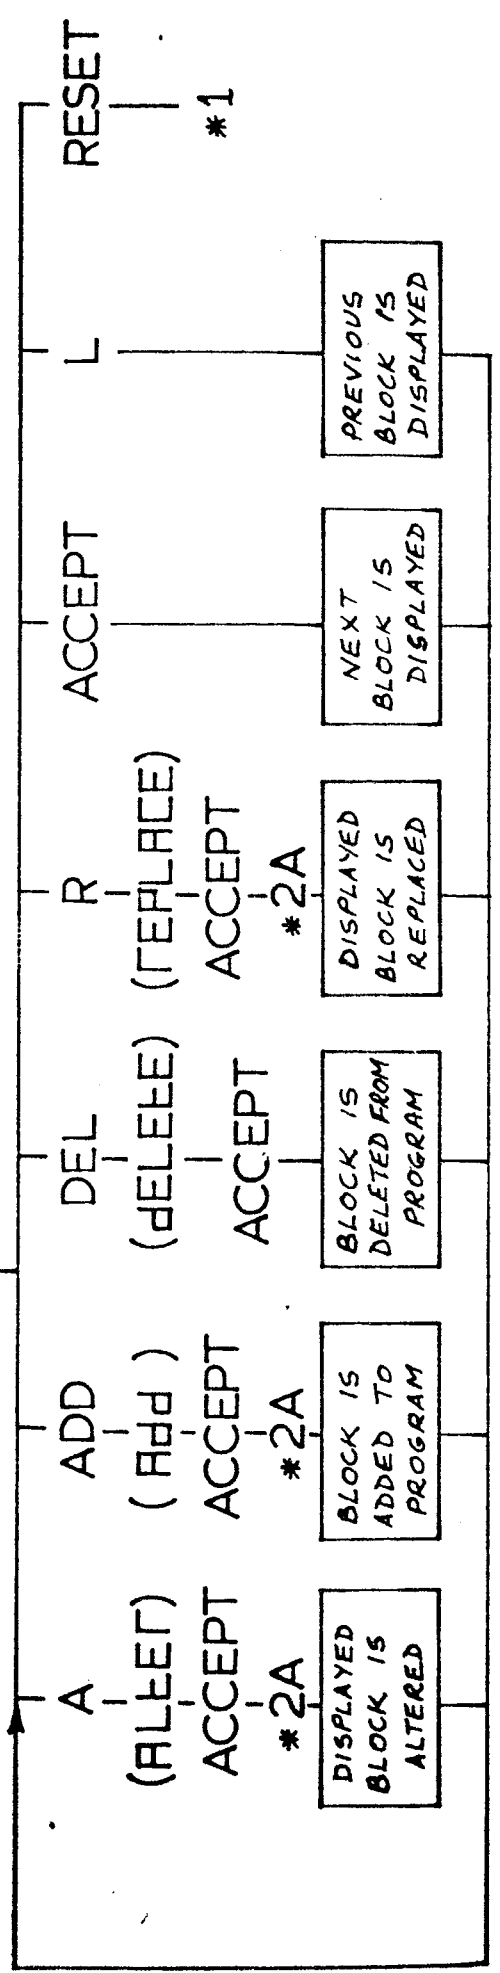 A
(ALtEr)
ACCEPT
*2A
DISPLAYED
BLOCK IS
ALTERED
ADD
(Add )
ACCEPT
*2A
BLOCK IS
ADDED TO
PROGRAM
DEL
(dELEtE)
ACCEPT
BLOCK IS
DELETED FROM
PROGRAM
R
(rEPLACE)
ACCEPT
*2A
DISPLAYED
BLOCK IS
REPLACED
ACCEPT
NEXT
BLOCK IS
DISPLAYED
L
PREVIOUS
BLOCK IS
DISPLAYED
RESET
*1